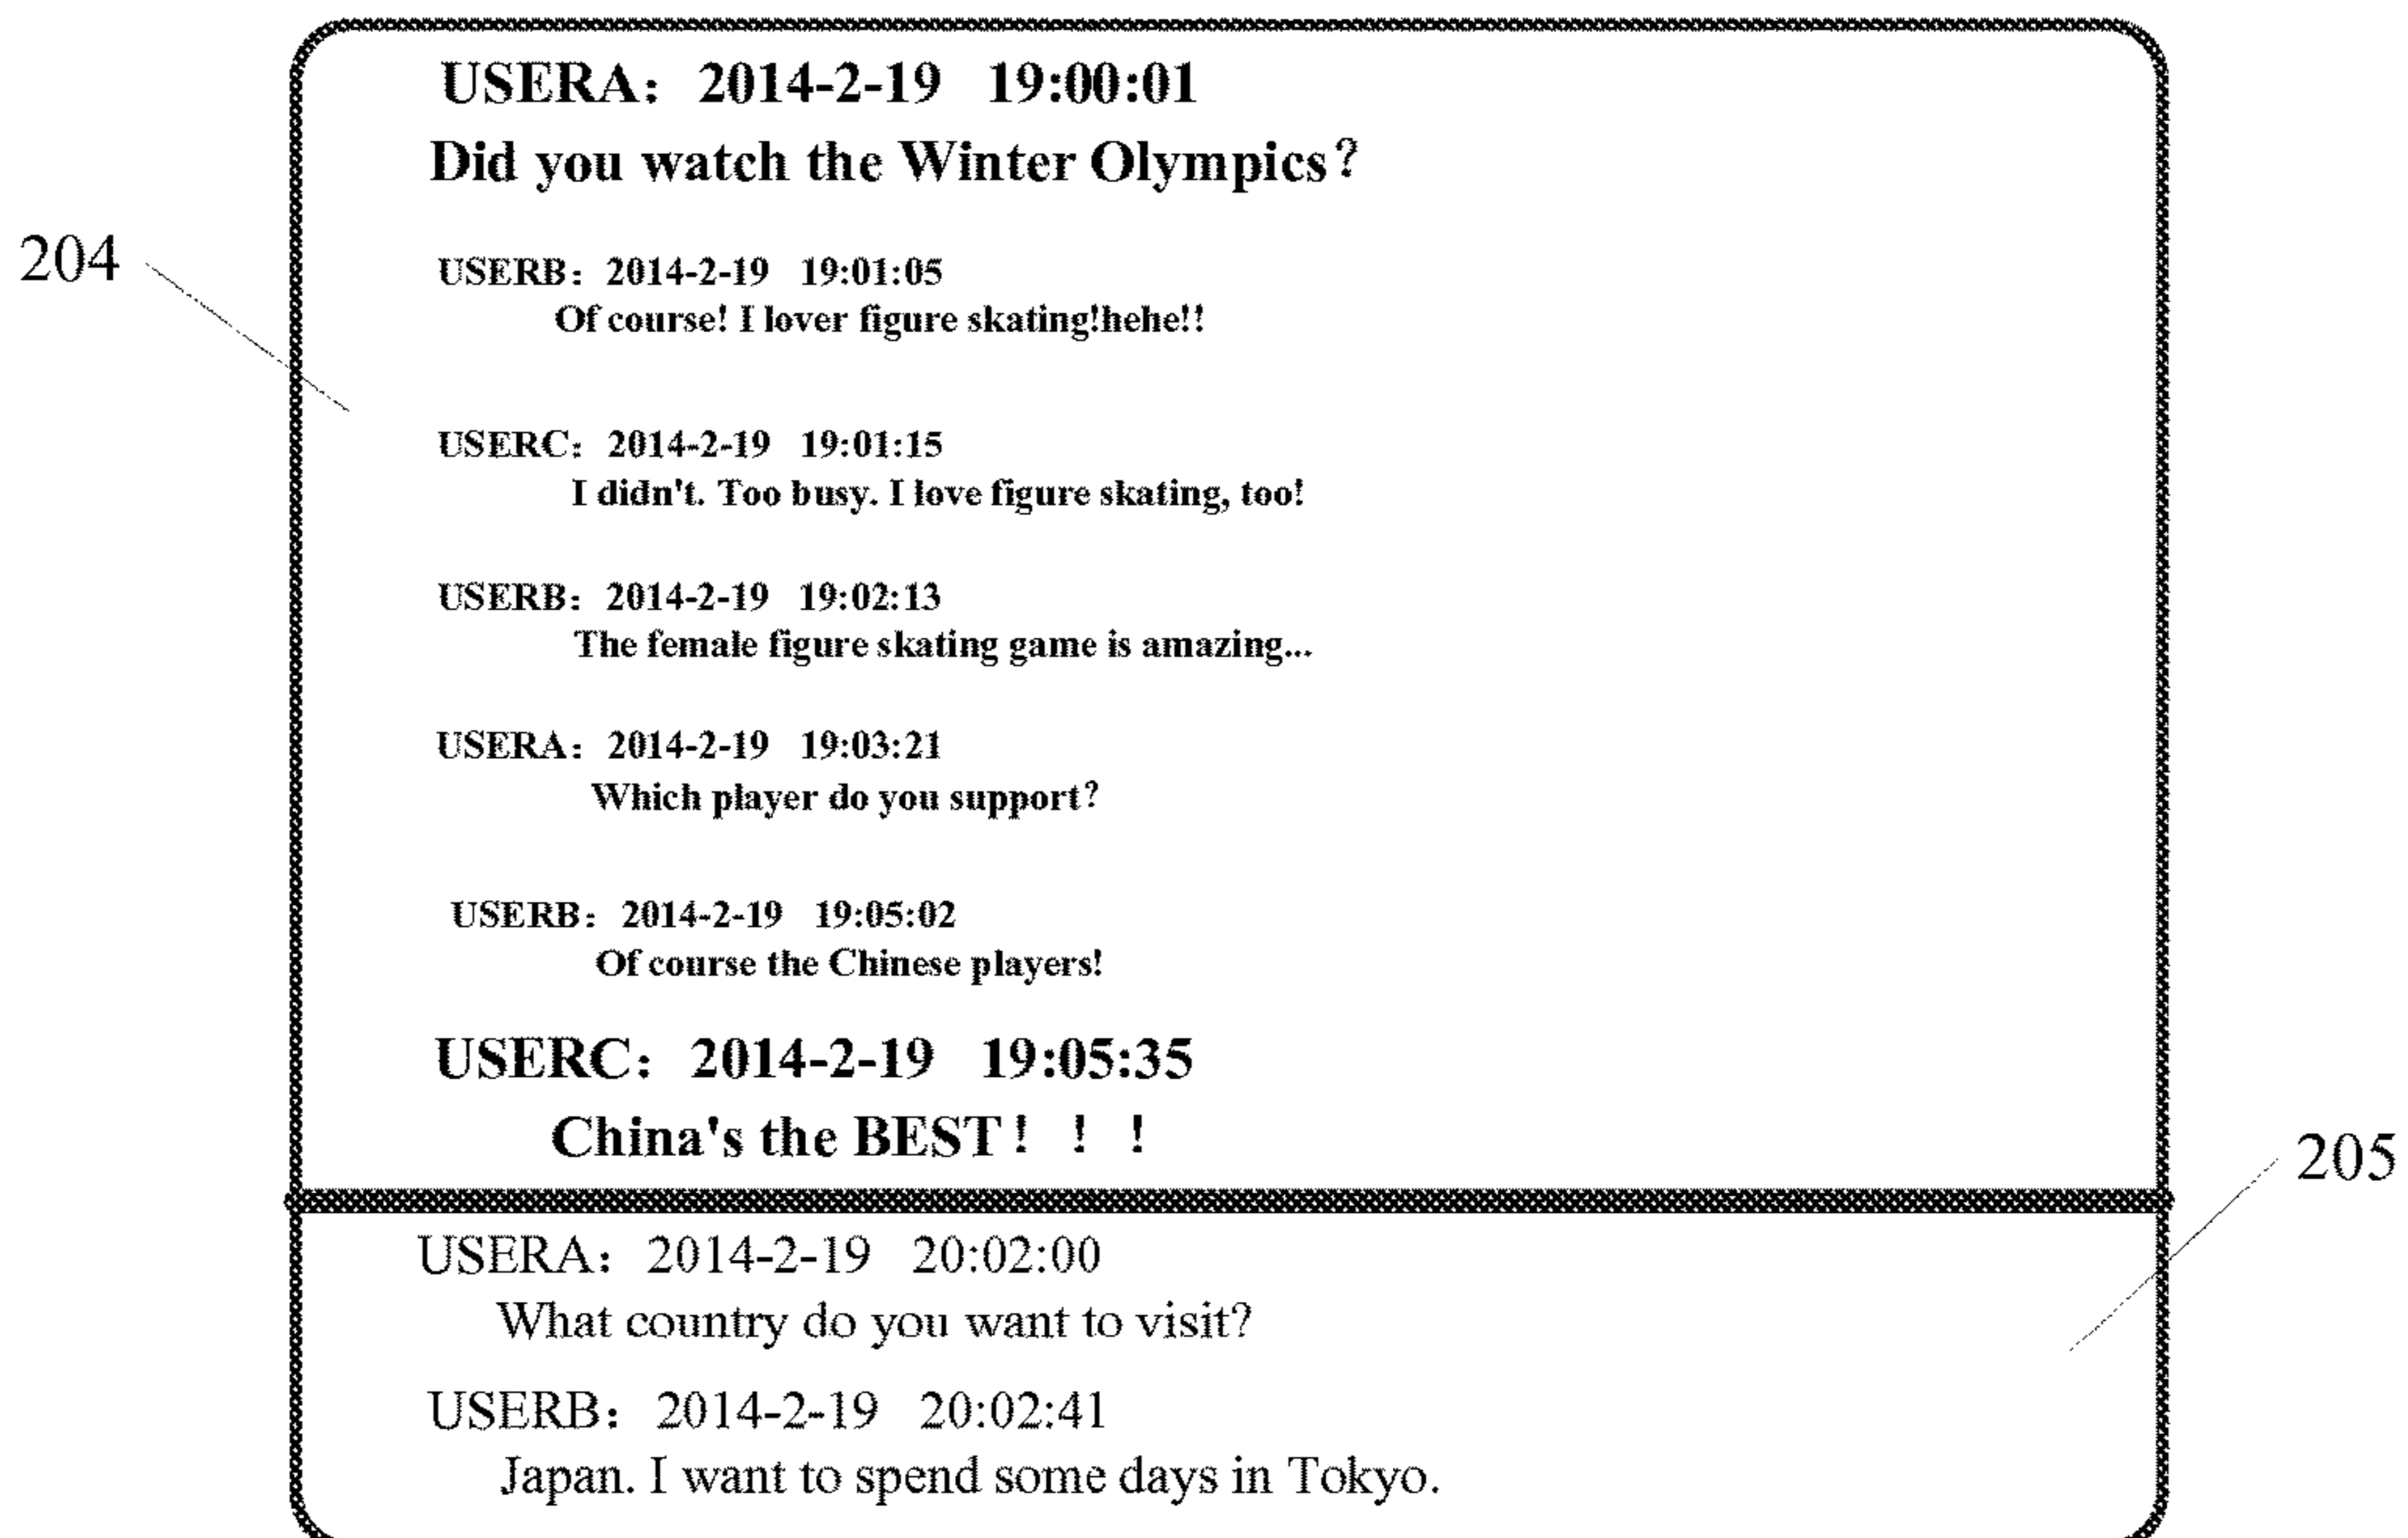 USERA： 2014-2-19 19:00:01
Did you watch the Winter Olympics？
204
USERB： 2014-2-19 19:01:05
Of course! I lover figure skating!hehe!!
USERC： 2014-2-19 19:01:15
I didn't. Too busy. I love figure skating, too!
USERB： 2014-2-19 19:02:13
The female figure skating game is amazing...
USERA： 2014-2-19 19:03:21
Which player do you support？
USERB： 2014-2-19 19:05:02
Of course the Chinese players!
USERC： 2014-2-19 19:05:35
China's the BEST！！！
205
USERA： 2014-2-19 20:02:00
What country do you want to visit?
USERB： 2014-2-19 20:02:41
Japan. I want to spend some days in Tokyo.